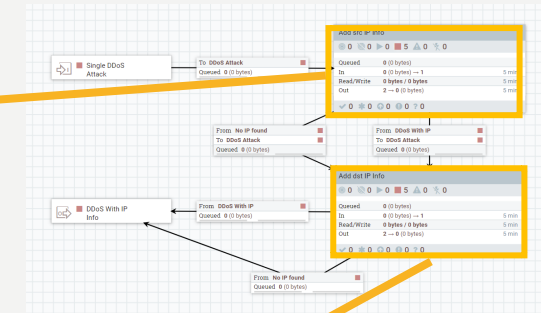 Add src IP Info
0 0 0 5 0 0
Queued 0 (0 bytes)
In 0 (0 bytes) → 1 5 min
Read/Write 0 bytes / 0 bytes 5 min
Out 2 → 0 (0 bytes) 5 min
0 0 0 0 ? 0
Single DDoS
Attack
To DDoS Attack
Queued 0 (0 bytes)
From No IP found
To DDoS Attack
Queued 0 (0 bytes)
From DDoS With IP
To DDoS Attack
Queued 0 (0 bytes)
Add dst IP Info
0 0 0 5 0 0
Queued 0 (0 bytes)
In 0 (0 bytes) → 1 5 min
Read/Write 0 bytes / 0 bytes 5 min
Out 2 → 0 (0 bytes) 5 min
0 0 0 0 ? 0
DDoS With IP
Info
From DDoS With IP
Queued 0 (0 bytes)
From No IP found
Queued 0 (0 bytes)